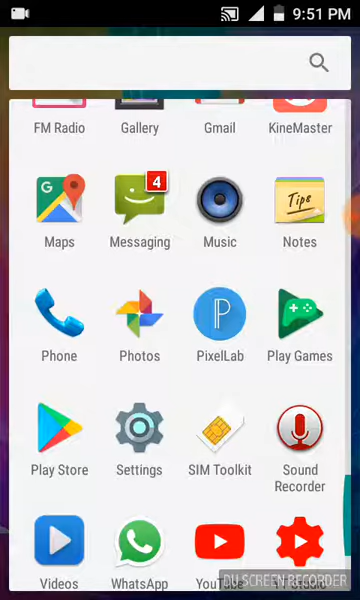 9:51 PM
FM Radio Gallery Gmail KineMaster
4
G
Tips
Maps Messaging Music Notes
P
Phone Photos PixelLab Play Games
Play Store Settings SIM Toolkit Sound
Recorder
Videos WhatsApp YouTube
DU SCREEN RECORDER